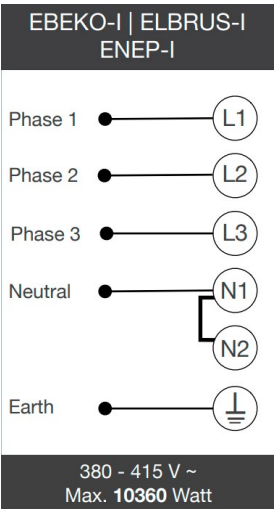 EBEKO-I | ELBRUS-I
ENEP-I
Phase 1 L1
Phase 2 L2
Phase 3 L3
Neutral N1
N2
Earth
380 - 415 V ~
Max. 10360 Watt